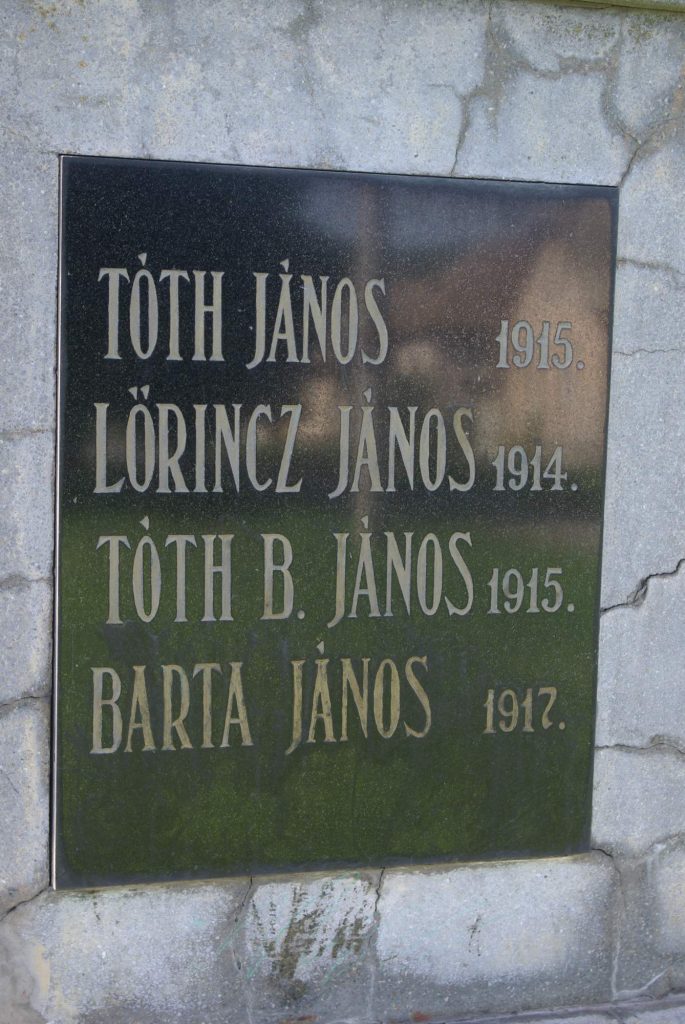 TÓTH JÁNOS 1915.
LŐRINCZ JÁNOS 1914.
TÓTH B. JÁNOS 1915.
BARTA JÁNOS 1917.